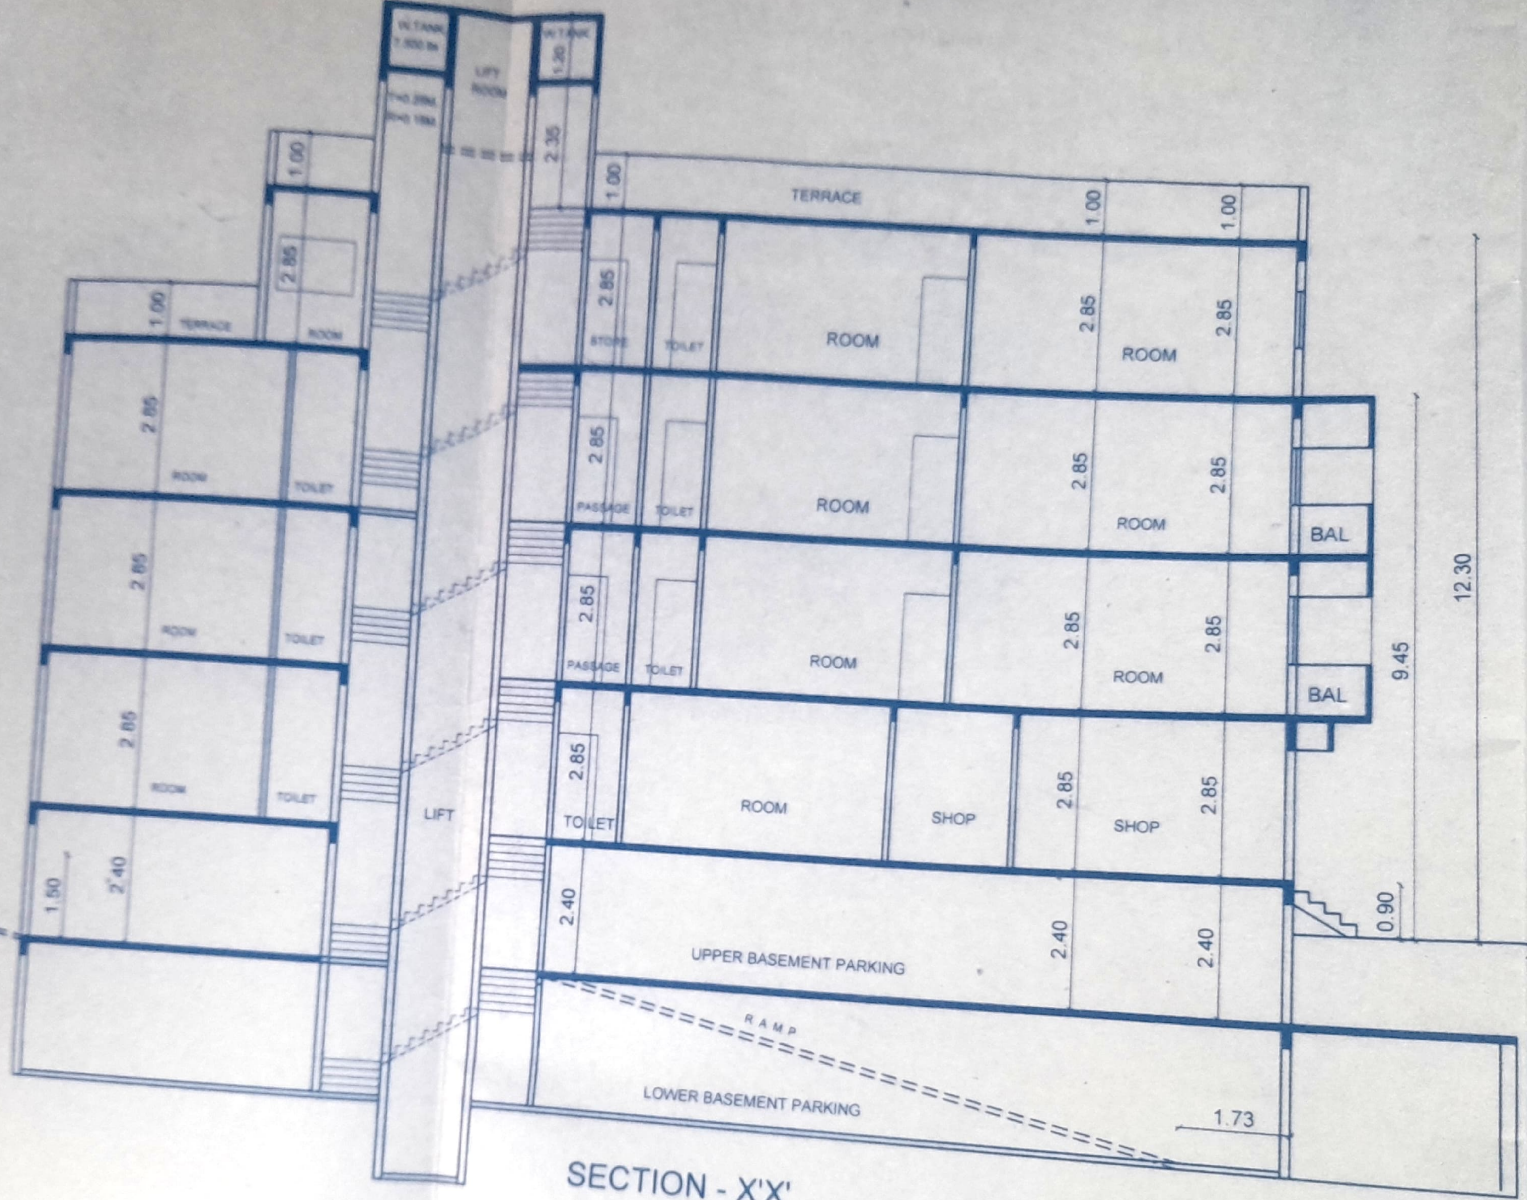 W.TANK
LIFT
ROOM
W.TANK
1.20
2.35
1.00
1.00
TERRACE
1.00
1.00
2.85
ROOM
2.85
STORE
TOILET
ROOM
2.85
ROOM
2.85
1.00
TERRACE
2.85
ROOM
TOILET
2.85
PASSAGE
TOILET
ROOM
2.85
ROOM
2.85
BAL
2.85
ROOM
TOILET
2.85
PASSAGE
TOILET
ROOM
2.85
ROOM
2.85
BAL
12.30
9.45
2.85
ROOM
TOILET
LIFT
2.85
TOILET
ROOM
SHOP
2.85
SHOP
2.85
0.90
1.50
2.40
2.40
UPPER BASEMENT PARKING
2.40
2.40
RAMP
LOWER BASEMENT PARKING
1.73
SECTION - X'X'